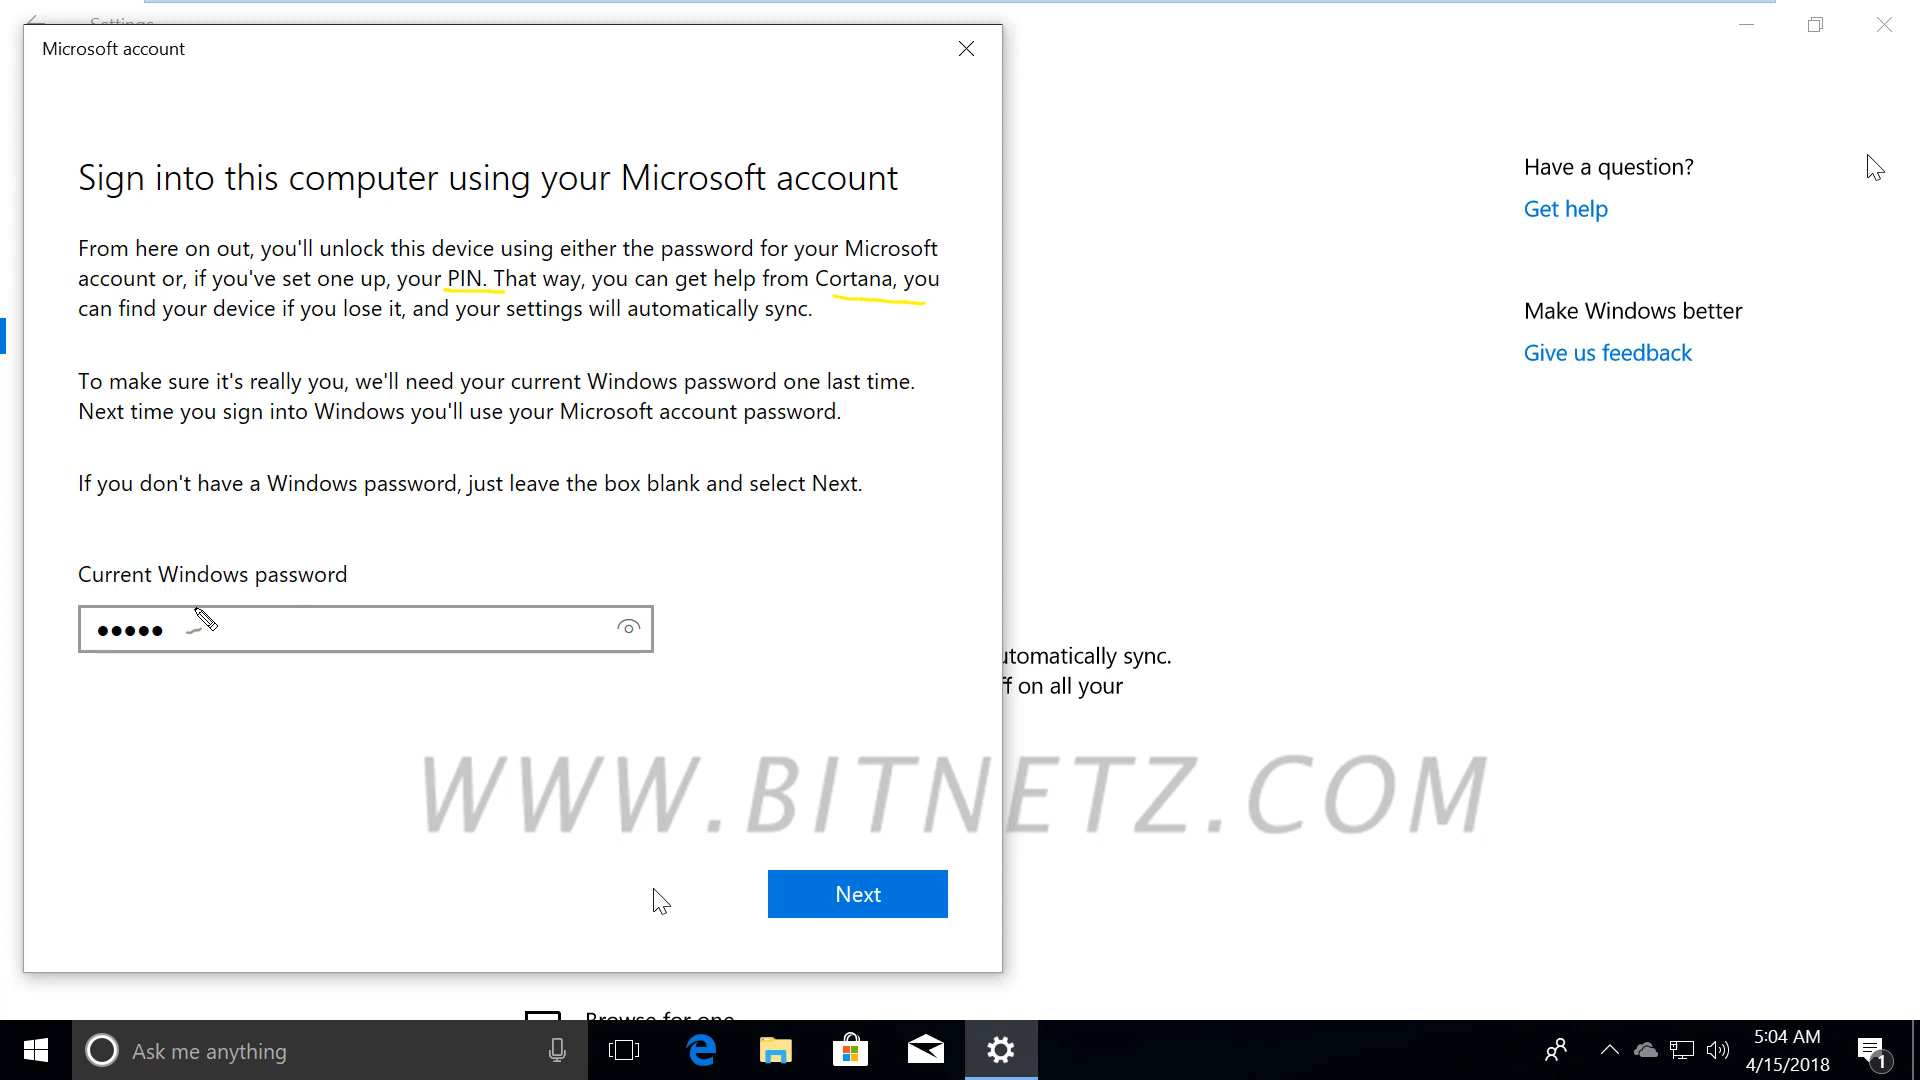 Settings
Microsoft account
Sign into this computer using your Microsoft account
From here on out, you'll unlock this device using either the password for your Microsoft
account or, if you've set one up, your PIN. That way, you can get help from Cortana, you
can find your device if you lose it, and your settings will automatically sync.
To make sure it's really you, we'll need your current Windows password one last time.
Next time you sign into Windows you'll use your Microsoft account password.
If you don't have a Windows password, just leave the box blank and select Next.
Current Windows password
Next
Have a question?
Get help
Make Windows better
Give us feedback
utomatically sync.
f on all your
WWW.BITNETZ.COM
Browse for one
Ask me anything
5:04 AM
4/15/2018
1